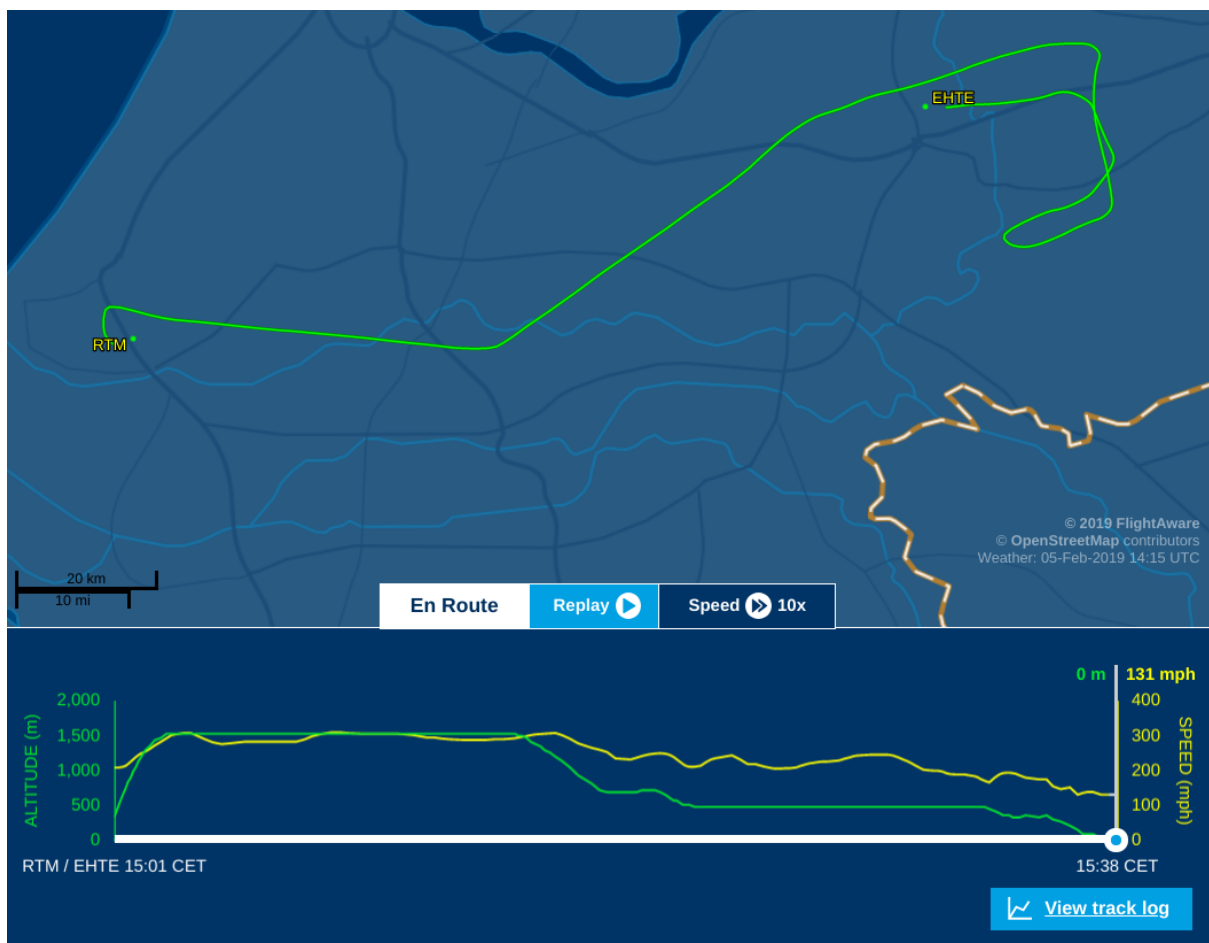 EHTE
RTM
© 2019 FlightAware
© OpenStreetMap contributors
Weather: 05-Feb-2019 14:15 UTC
20 km
10 mi
En Route
Replay
Speed 10x
0 m 131 mph
2,000 400
1,500 300
1,000 200
500 100
0 0
ALTITUDE (m)
SPEED (mph)
RTM / EHTE 15:01 CET 15:38 CET
View track log